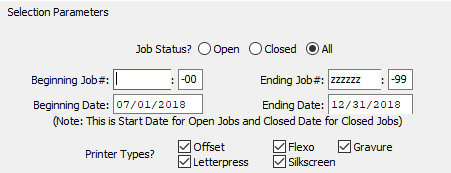 Selection Parameters
Job Status? Open Closed All
Beginning Job#: : -00 Ending Job#: zzzzzz : -99
Beginning Date: 07/01/2018 Ending Date: 12/31/2018
(Note: This is Start Date for Open Jobs and Closed Date for Closed Jobs)
Printer Types? Offset Flexo Gravure
Letterpress Silkscreen